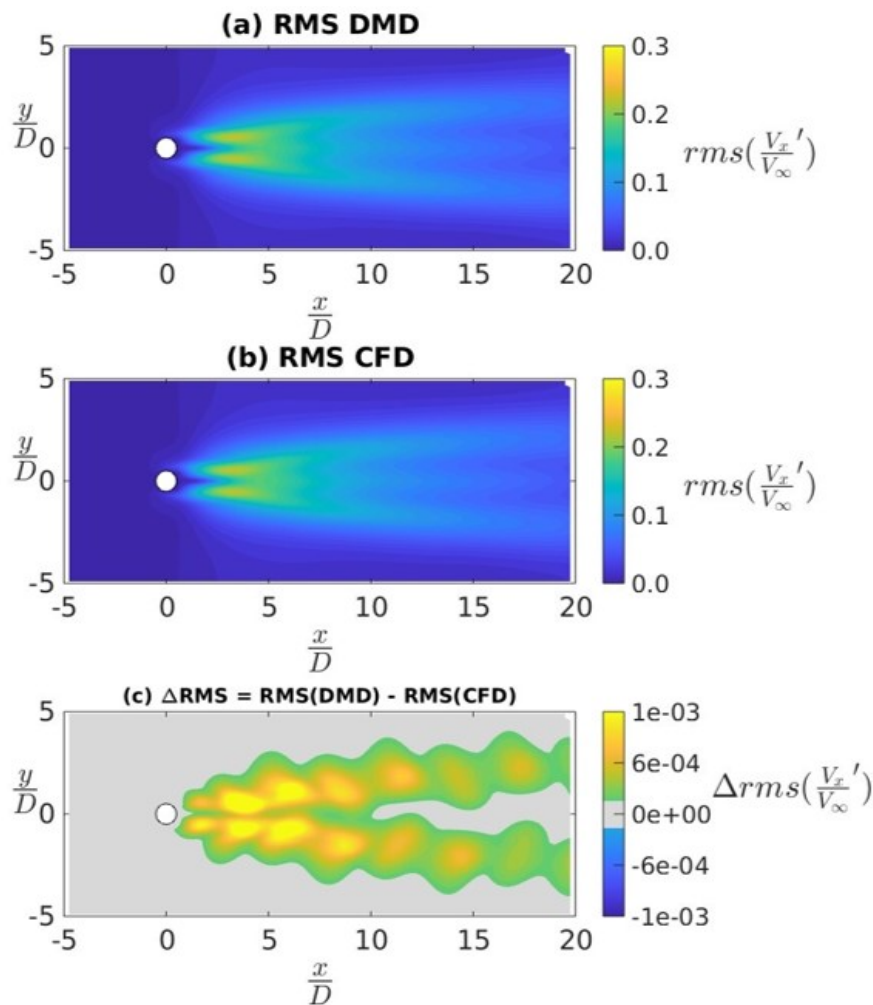 (a) RMS DMD
5
0
-5
y/D
-5 0 5 10 15 20
x/D
0.3
0.2
0.1
0.0
rms(Vx'/V∞)
(b) RMS CFD
5
0
-5
y/D
-5 0 5 10 15 20
x/D
0.3
0.2
0.1
0.0
rms(Vx'/V∞)
(c) ΔRMS = RMS(DMD) - RMS(CFD)
5
0
-5
y/D
-5 0 5 10 15 20
x/D
1e-03
6e-04
0e+00
-6e-04
-1e-03
Δrms(Vx'/V∞)